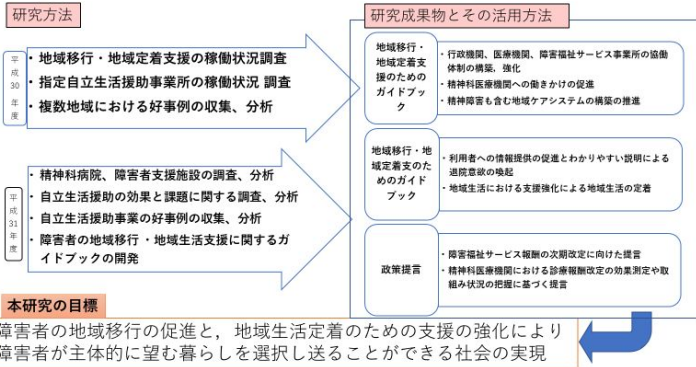 研究方法
平成30年度
・地域移行・地域定着支援の稼働状況調査
・指定自立生活援助事業所の稼働状況 調査
・複数地域における好事例の収集、分析
平成31年度
・精神科病院、障害者支援施設の調査、分析
・自立生活援助の効果と課題に関する調査、分析
・自立生活援助事業の好事例の収集、分析
・障害者の地域移行 ・地域生活支援に関するガ
イドブックの開発
研究成果物とその活用方法
地域移行・
地域定着支
援のための
ガイドブッ
ク
・行政機関、医療機関、障害福祉サービス事業所の協働
体制の構築，強化
・精神科医療機関への働きかけの促進
・精神障害も含む地域ケアシステムの構築の推進
地域移行・地
域定着支のた
めのガイド
ブック
・利用者への情報提供の促進とわかりやすい説明による
退院意欲の喚起
・地域生活における支援強化による地域生活の定着
政策提言
・障害福祉サービス報酬の次期改定に向けた提言
・精神科医療機関における診療報酬改定の効果測定や取
組み状況の把握に基づく提言
本研究の目標
障害者の地域移行の促進と，地域生活定着のための支援の強化により
障害者が主体的に望む暮らしを選択し送ることができる社会の実現